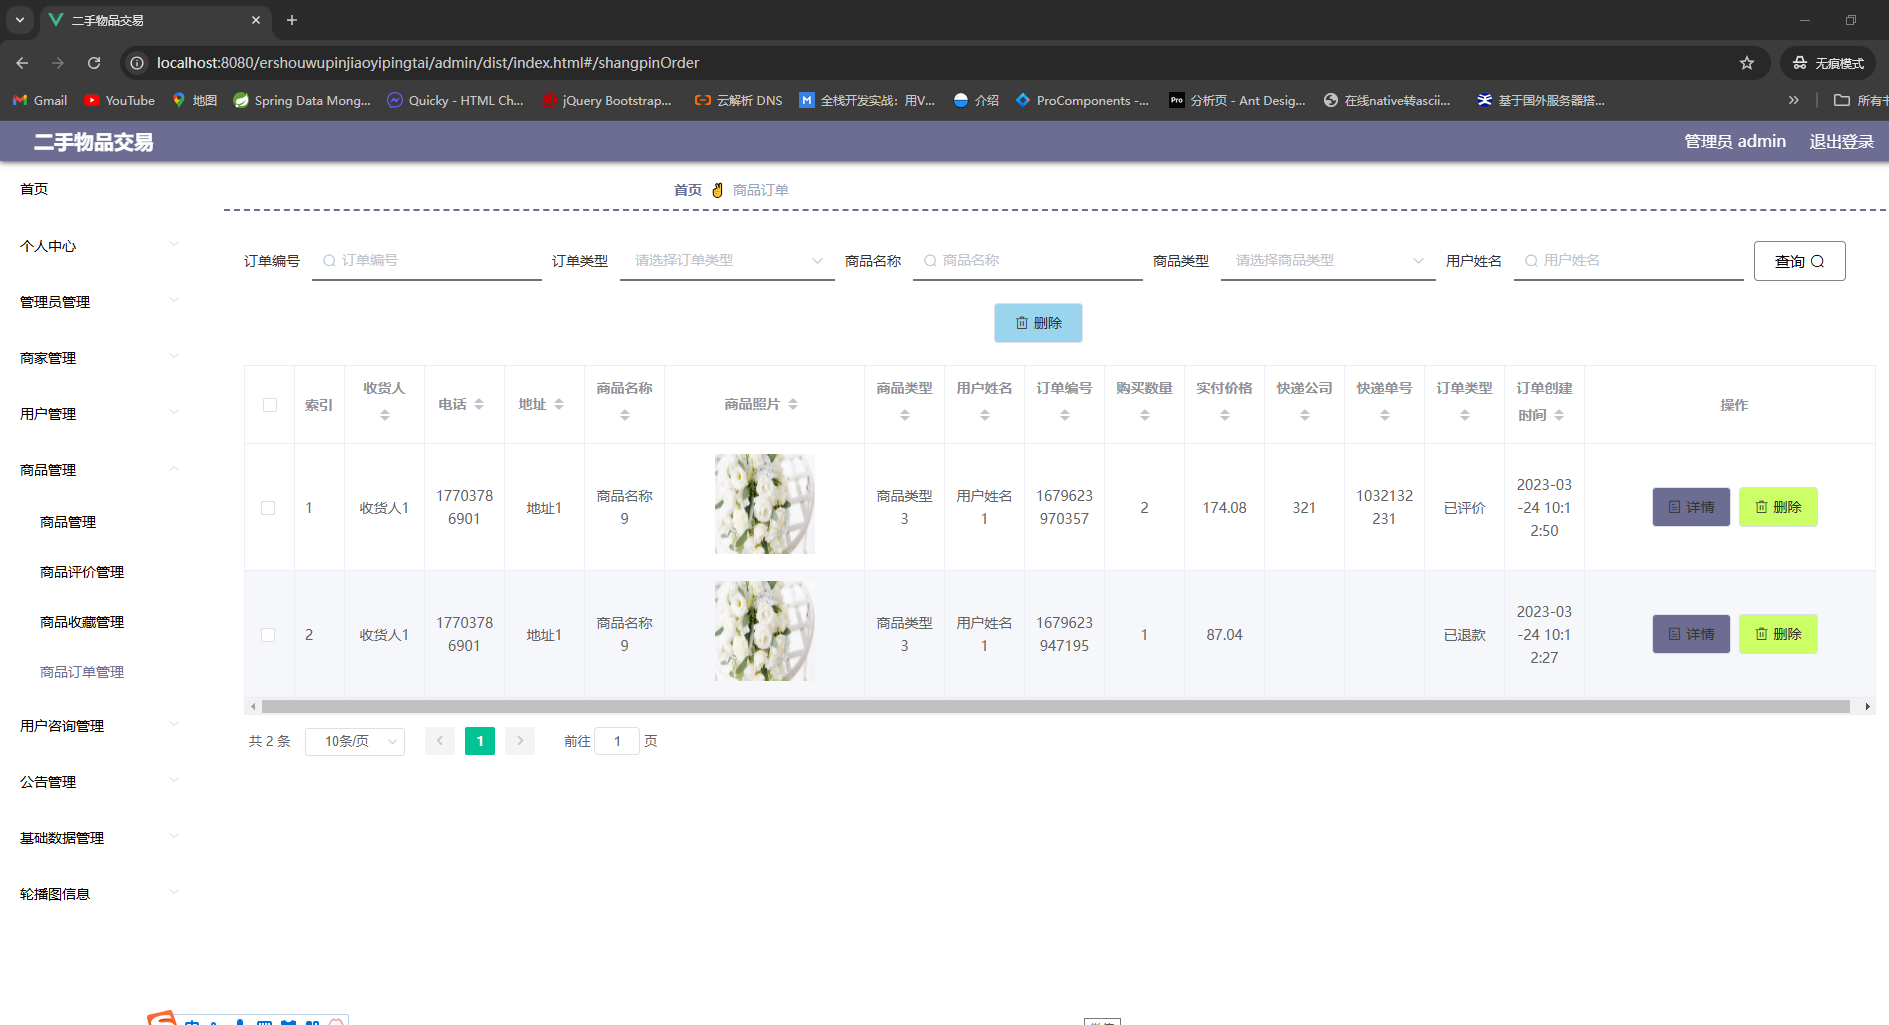 二手物品交易
localhost:8080/ershouwupinjiaoyipingtai/admin/dist/index.html#/shangpinOrder
无痕模式
Gmail YouTube 地图 Spring Data Mong... Quicky - HTML Ch... jQuery Bootstrap... 云解析 DNS 全栈开发实战：用V... 介绍 ProComponents -... Pro 分析页 - Ant Desig... 在线native转ascii... 基于国外服务器搭... » 所有书
二手物品交易
管理员 admin 退出登录
首页
个人中心
管理员管理
商家管理
用户管理
商品管理
商品管理
商品评价管理
商品收藏管理
商品订单管理
用户咨询管理
公告管理
基础数据管理
轮播图信息
首页 商品订单
订单编号 订单编号 订单类型 请选择订单类型 商品名称 商品名称 商品类型 请选择商品类型 用户姓名 用户姓名 查询
删除
索引 收货人 电话 地址 商品名称 商品照片 商品类型 用户姓名 订单编号 购买数量 实付价格 快递公司 快递单号 订单类型 订单创建时间 操作
1 收货人1 17703786901 地址1 商品名称9 商品类型3 用户姓名1 1679623970357 2 174.08 321 1032132231 已评价 2023-03-24 10:12:50 详情 删除
2 收货人1 17703786901 地址1 商品名称9 商品类型3 用户姓名1 1679623947195 1 87.04 已退款 2023-03-24 10:12:27 详情 删除
共 2 条 10条/页 1 前往 1 页